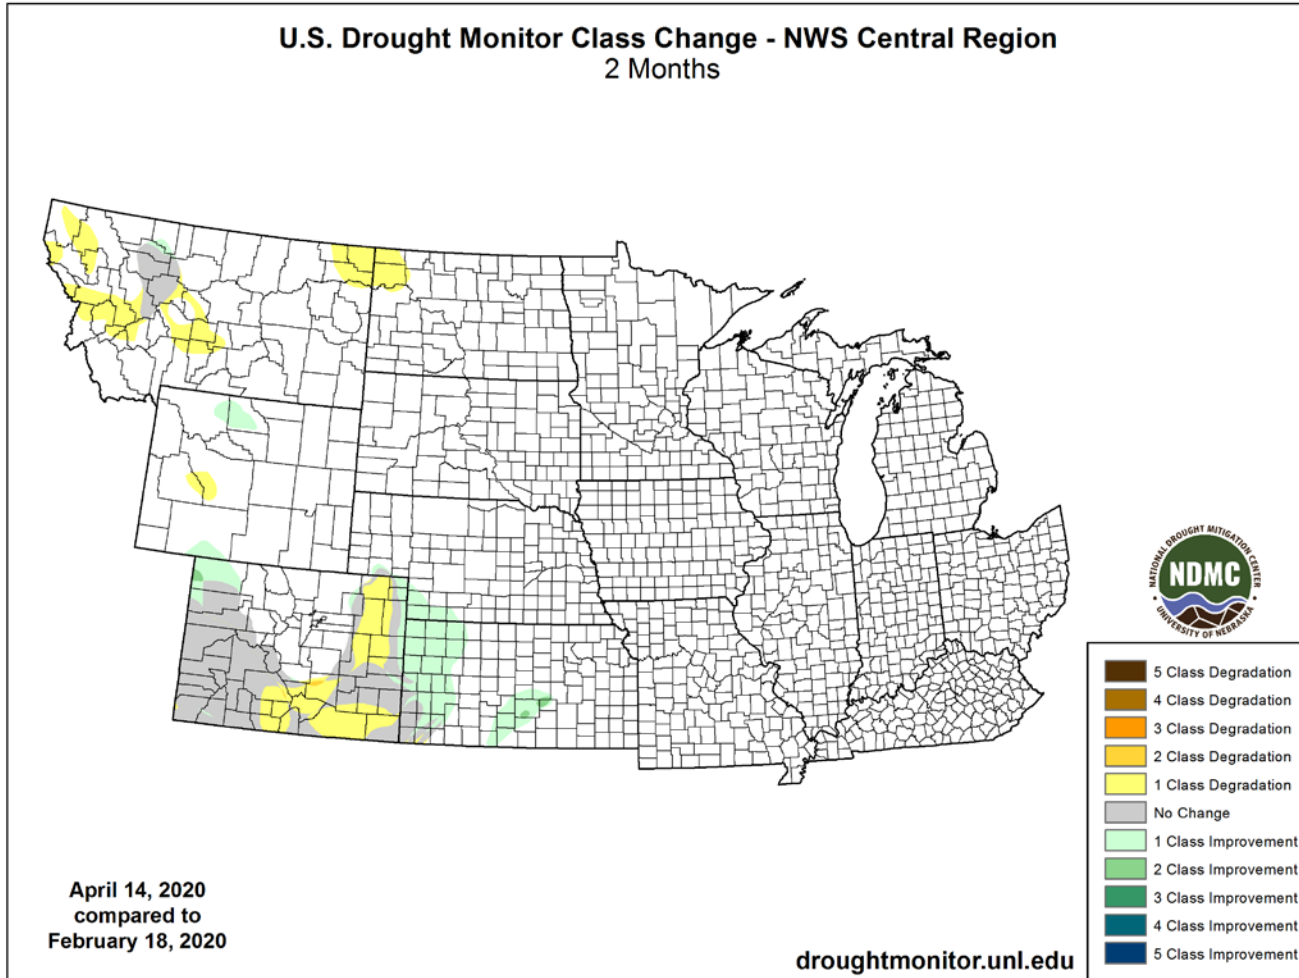 U.S. Drought Monitor Class Change - NWS Central Region
2 Months
NATIONAL DROUGHT MITIGATION CENTER
NDMC
UNIVERSITY OF NEBRASKA
5 Class Degradation
4 Class Degradation
3 Class Degradation
2 Class Degradation
1 Class Degradation
No Change
1 Class Improvement
2 Class Improvement
3 Class Improvement
4 Class Improvement
5 Class Improvement
April 14, 2020
compared to
February 18, 2020
droughtmonitor.unl.edu